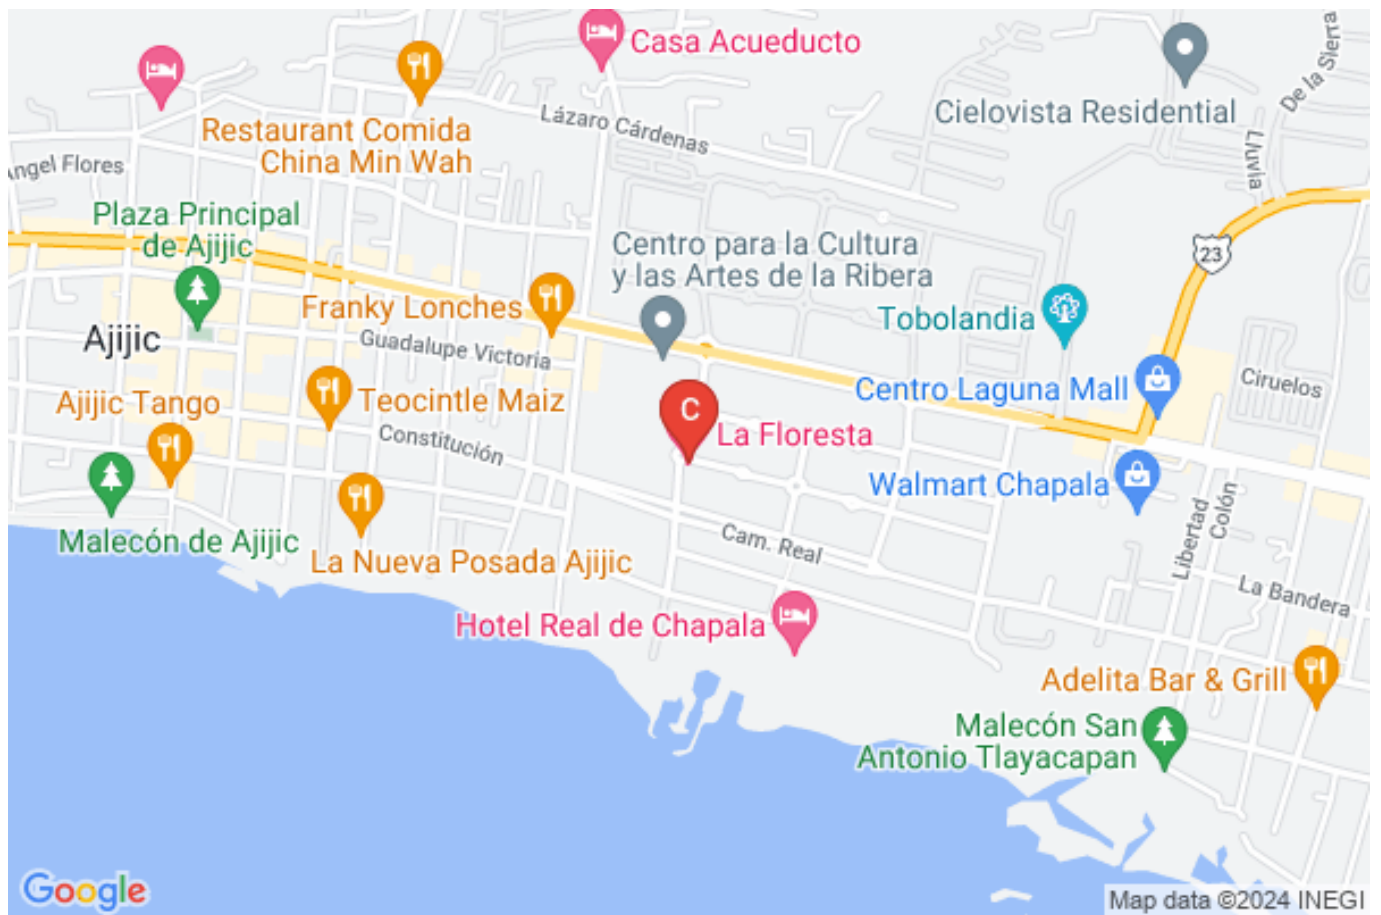 Casa Acueducto
Cielovista Residential
De la Sierra
Lázaro Cárdenas
Restaurant Comida
China Min Wah
Lluvia
Angel Flores
Plaza Principal
de Ajijic
Centro para la Cultura
y las Artes de la Ribera
23
Franky Lonches
Tobolandia
Ajijic
Guadalupe Victoria
Centro Laguna Mall
Ciruelos
Ajijic Tango
Teocintle Maiz
C
La Floresta
Constitución
Walmart Chapala
Libertad
Colón
Malecón de Ajijic
La Nueva Posada Ajijic
Cam. Real
La Bandera
Hotel Real de Chapala
Adelita Bar & Grill
Malecón San
Antonio Tlayacapan
Google
Map data ©2024 INEGI